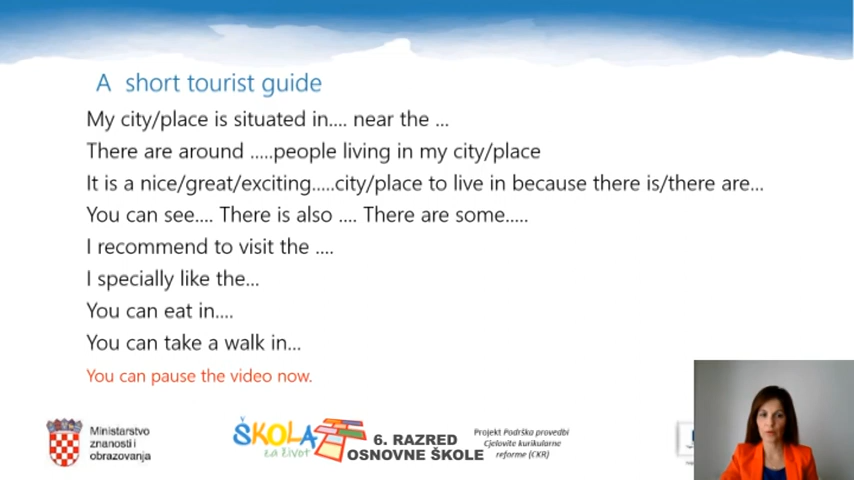 A short tourist guide
My city/place is situated in.... near the ...
There are around .....people living in my city/place
It is a nice/great/exciting.....city/place to live in because there is/there are...
You can see.... There is also .... There are some.....
I recommend to visit the ....
I specially like the...
You can eat in....
You can take a walk in...
You can pause the video now.
Ministarstvo
znanosti i
obrazovanja
ŠKOLA
za život
6. RAZRED
OSNOVNE ŠKOLE
Projekt Podrška provedbi
Cjelovite kurikularne
reforme (CKR)